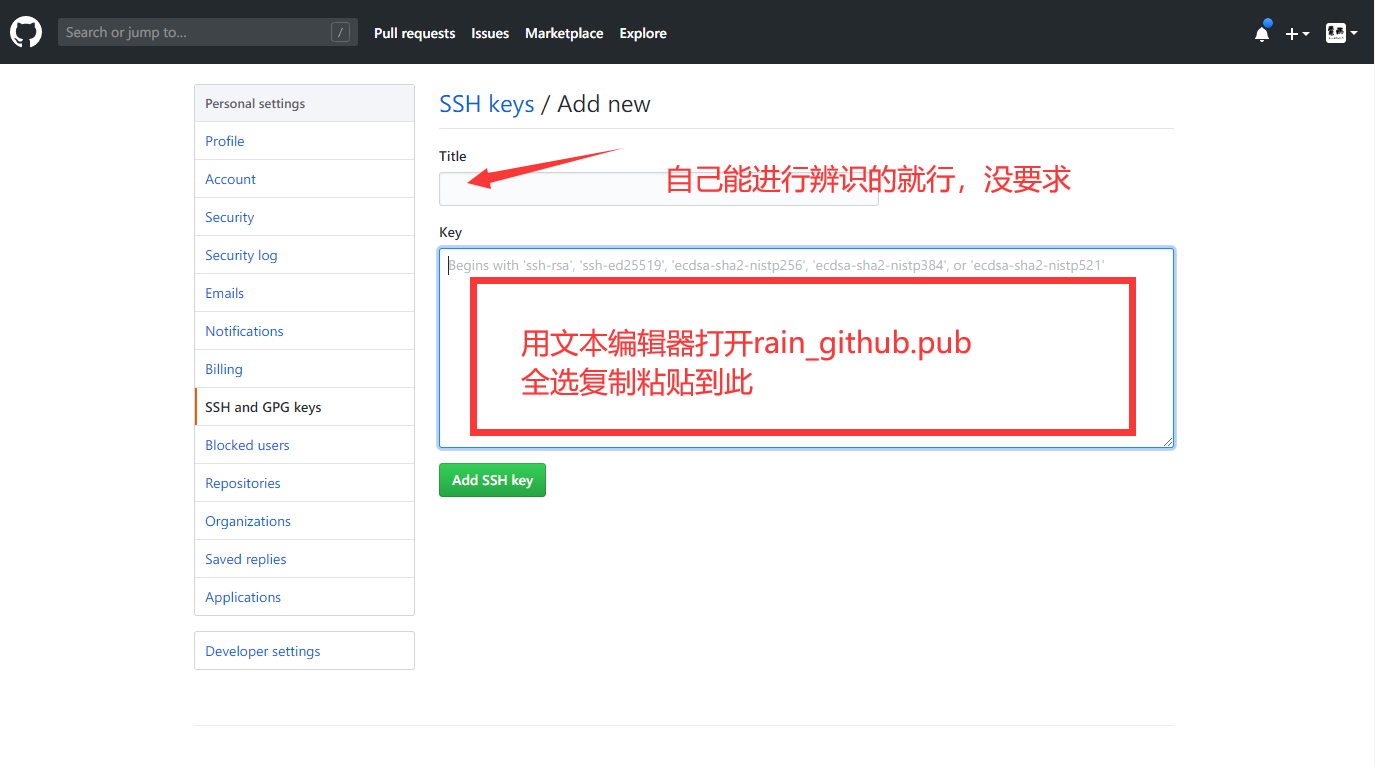 Search or jump to...
/
Pull requests
Issues
Marketplace
Explore
Personal settings
Profile
Account
Security
Security log
Emails
Notifications
Billing
SSH and GPG keys
Blocked users
Repositories
Organizations
Saved replies
Applications
Developer settings
SSH keys / Add new
Title
自己能进行辨识的就行，没要求
Key
Begins with 'ssh-rsa', 'ssh-ed25519', 'ecdsa-sha2-nistp256', 'ecdsa-sha2-nistp384', or 'ecdsa-sha2-nistp521'
用文本编辑器打开rain_github.pub
全选复制粘贴到此
Add SSH key